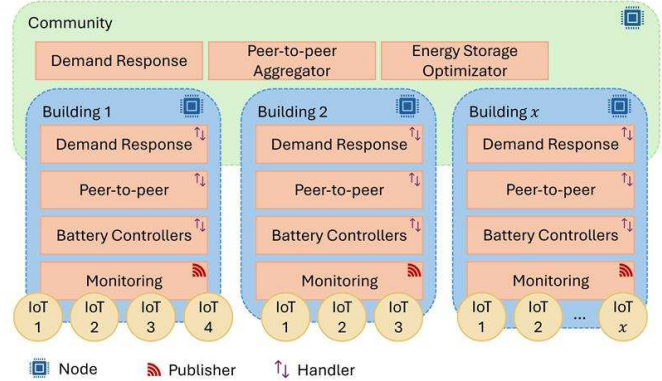 Community
Demand Response
Peer-to-peer
Aggregator
Energy Storage
Optimizator
Building 1
Demand Response
Peer-to-peer
Battery Controllers
Monitoring
IoT
1
IoT
2
IoT
3
IoT
4
Building 2
Demand Response
Peer-to-peer
Battery Controllers
Monitoring
IoT
1
IoT
2
IoT
3
Building x
Demand Response
Peer-to-peer
Battery Controllers
Monitoring
IoT
1
IoT
2
...
IoT
x
Node
Publisher
Handler